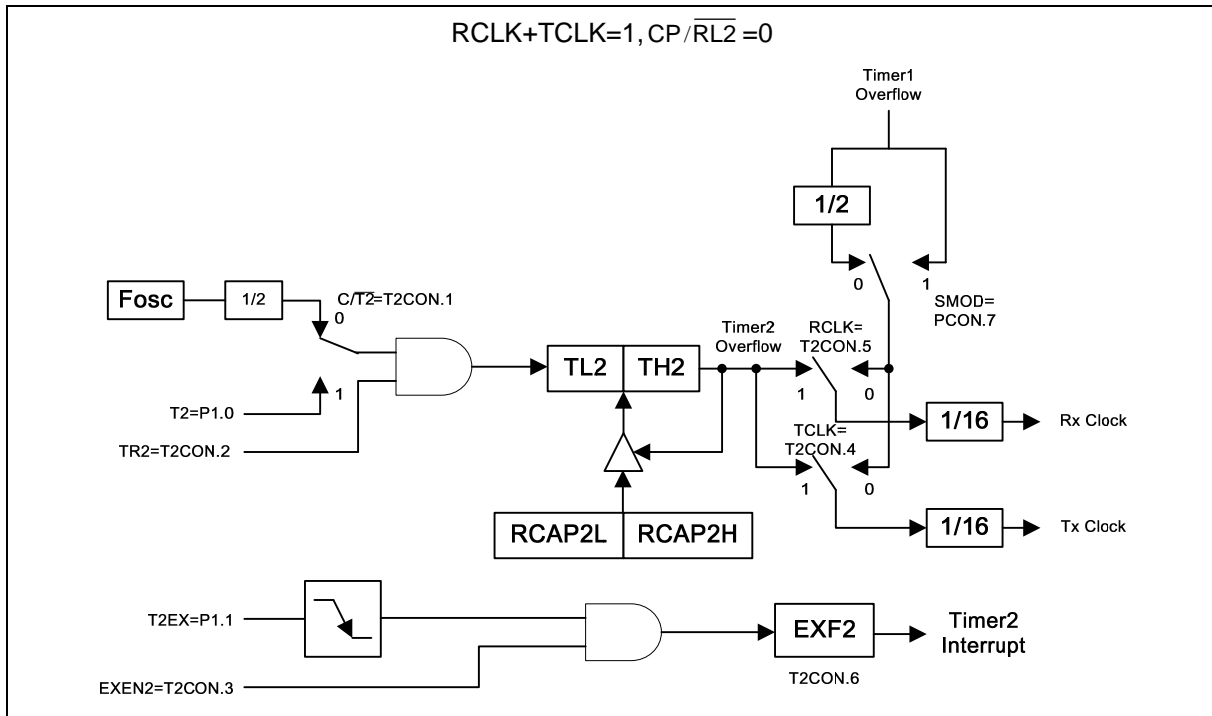 RCLK+TCLK=1, CP/RL2̅ =0
Timer1
Overflow
1/2
0
1
SMOD=
PCON.7
Fosc
1/2
C/T2̅=T2CON.1
0
1
T2=P1.0
TR2=T2CON.2
TL2
TH2
Timer2
Overflow
RCLK=
T2CON.5
1
0
1/16
Rx Clock
TCLK=
T2CON.4
1
0
1/16
Tx Clock
RCAP2L
RCAP2H
T2EX=P1.1
EXEN2=T2CON.3
EXF2
T2CON.6
Timer2
Interrupt